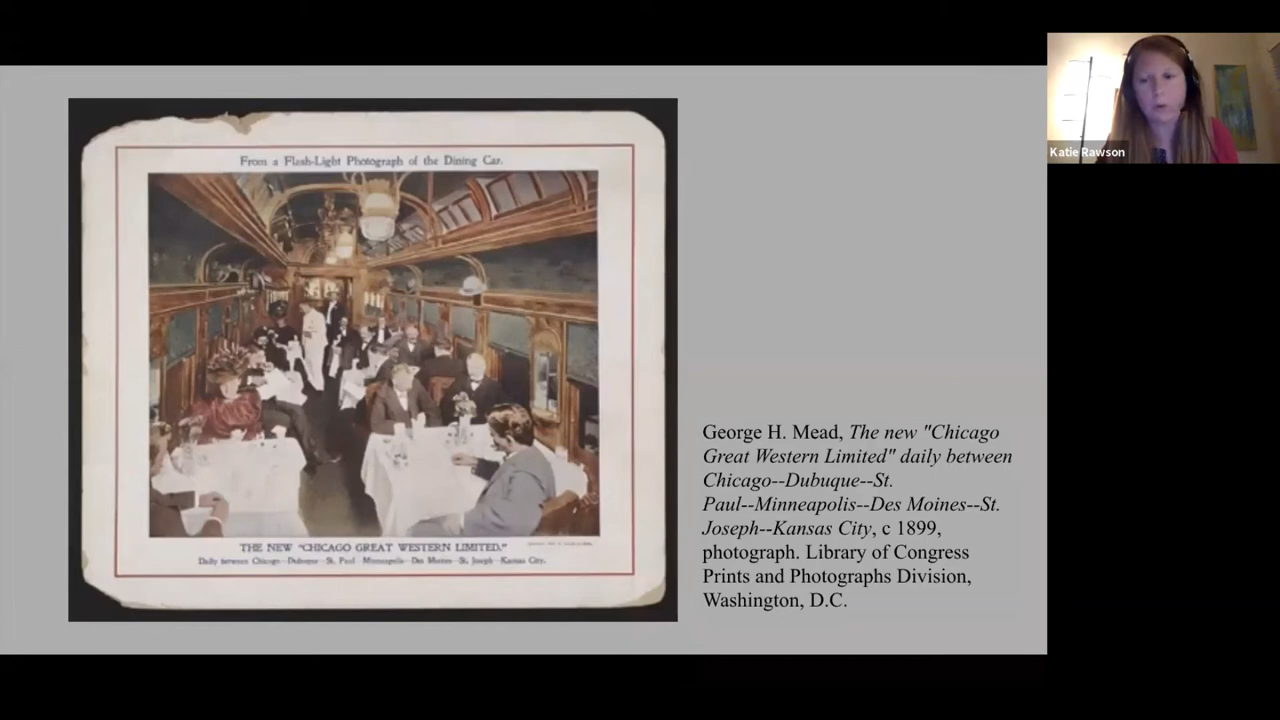 From a Flash-Light Photograph of the Dining Car.
THE NEW "CHICAGO GREAT WESTERN LIMITED."
Daily between Chicago--Dubuque--St. Paul--Minneapolis--Des Moines--St. Joseph--Kansas City.
George H. Mead, The new "Chicago
Great Western Limited" daily between
Chicago--Dubuque--St.
Paul--Minneapolis--Des Moines--St.
Joseph--Kansas City, c 1899,
photograph. Library of Congress
Prints and Photographs Division,
Washington, D.C.
Katie Rawson